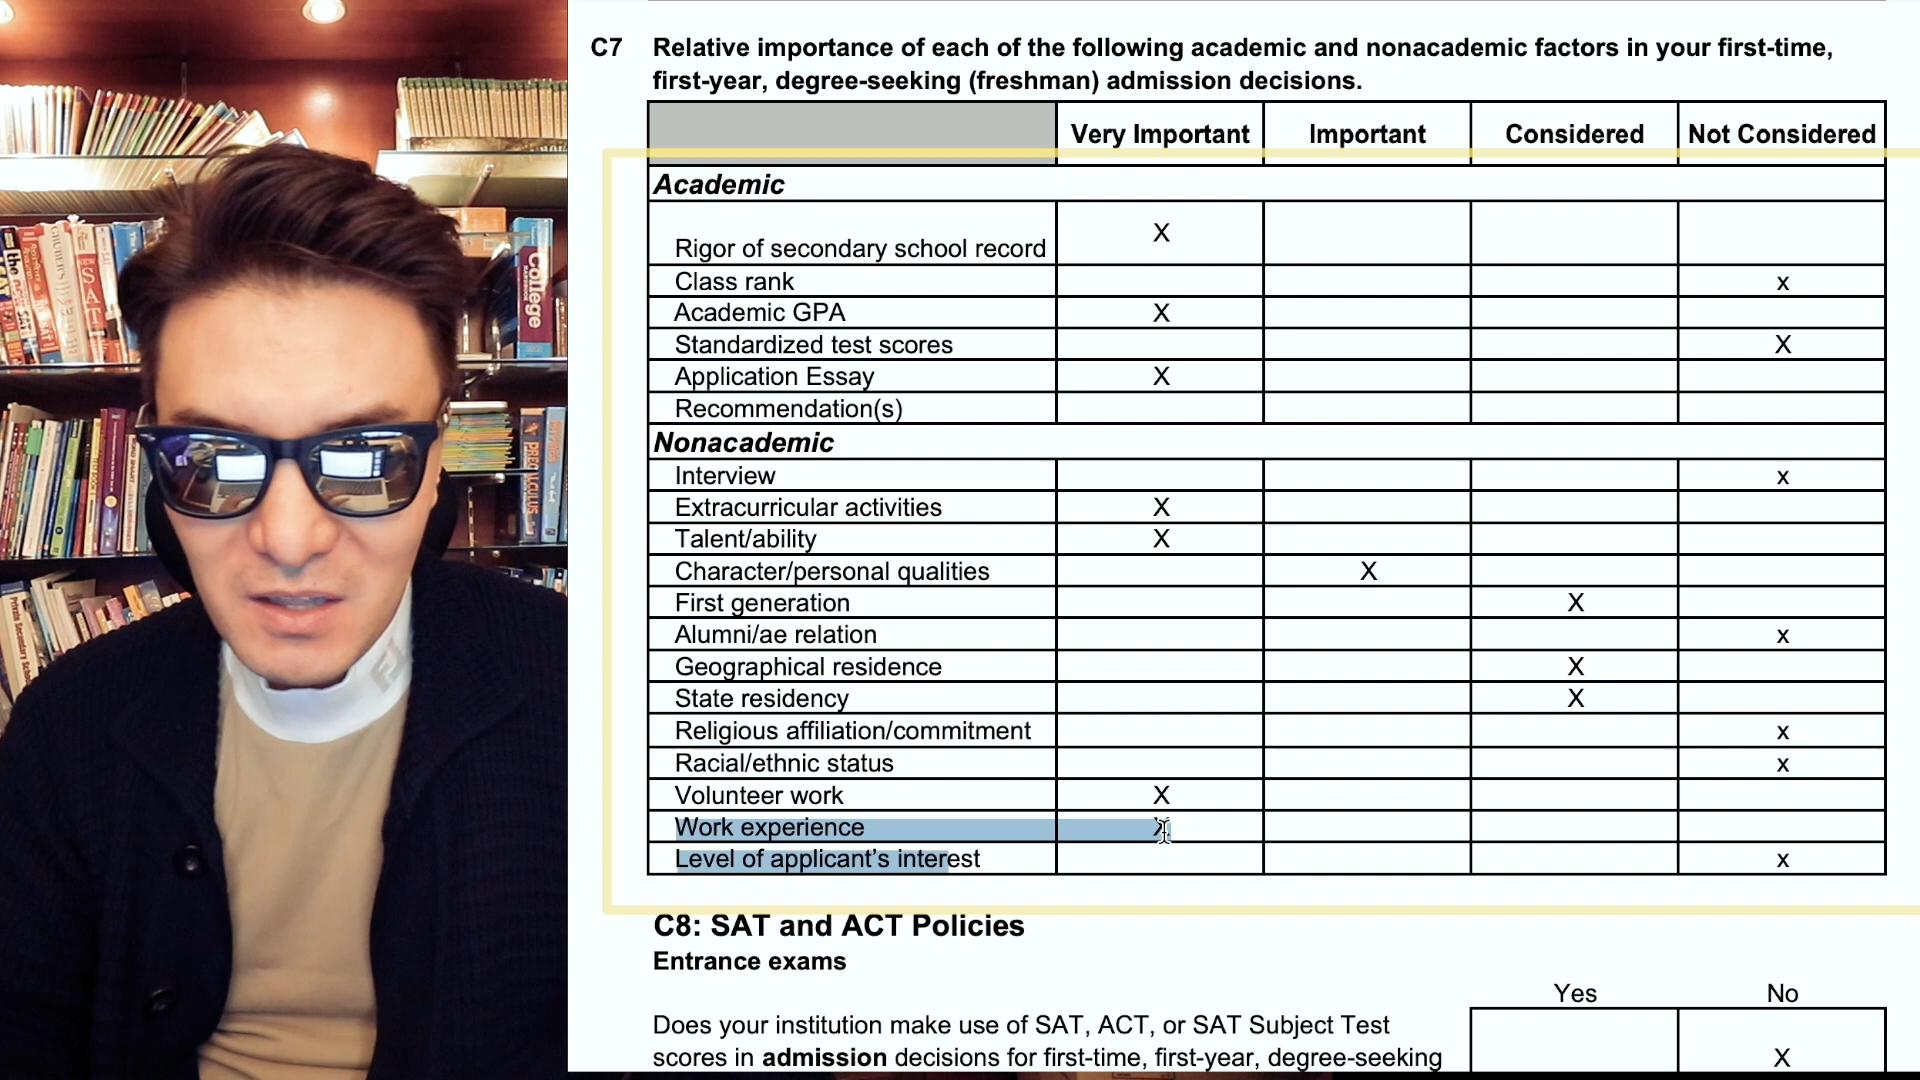 C7 Relative importance of each of the following academic and nonacademic factors in your first-time,
first-year, degree-seeking (freshman) admission decisions.
Very Important Important Considered Not Considered
Academic
Rigor of secondary school record X
Class rank x
Academic GPA X
Standardized test scores X
Application Essay X
Recommendation(s)
Nonacademic
Interview x
Extracurricular activities X
Talent/ability X
Character/personal qualities X
First generation X
Alumni/ae relation x
Geographical residence X
State residency X
Religious affiliation/commitment x
Racial/ethnic status x
Volunteer work X
Work experience X
Level of applicant’s interest x
C8: SAT and ACT Policies
Entrance exams
Yes No
Does your institution make use of SAT, ACT, or SAT Subject Test
scores in admission decisions for first-time, first-year, degree-seeking X
SAT
College
PRECALCULUS